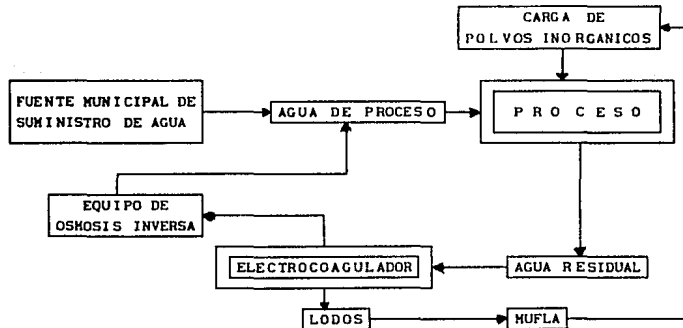 CARGA DE
POLVOS INORGANICOS
FUENTE MUNICIPAL DE
SUMINISTRO DE AGUA
AGUA DE PROCESO
PROCESO
EQUIPO DE
OSMOSIS INVERSA
ELECTROCOAGULADOR
AGUA RESIDUAL
LODOS
MUFLA